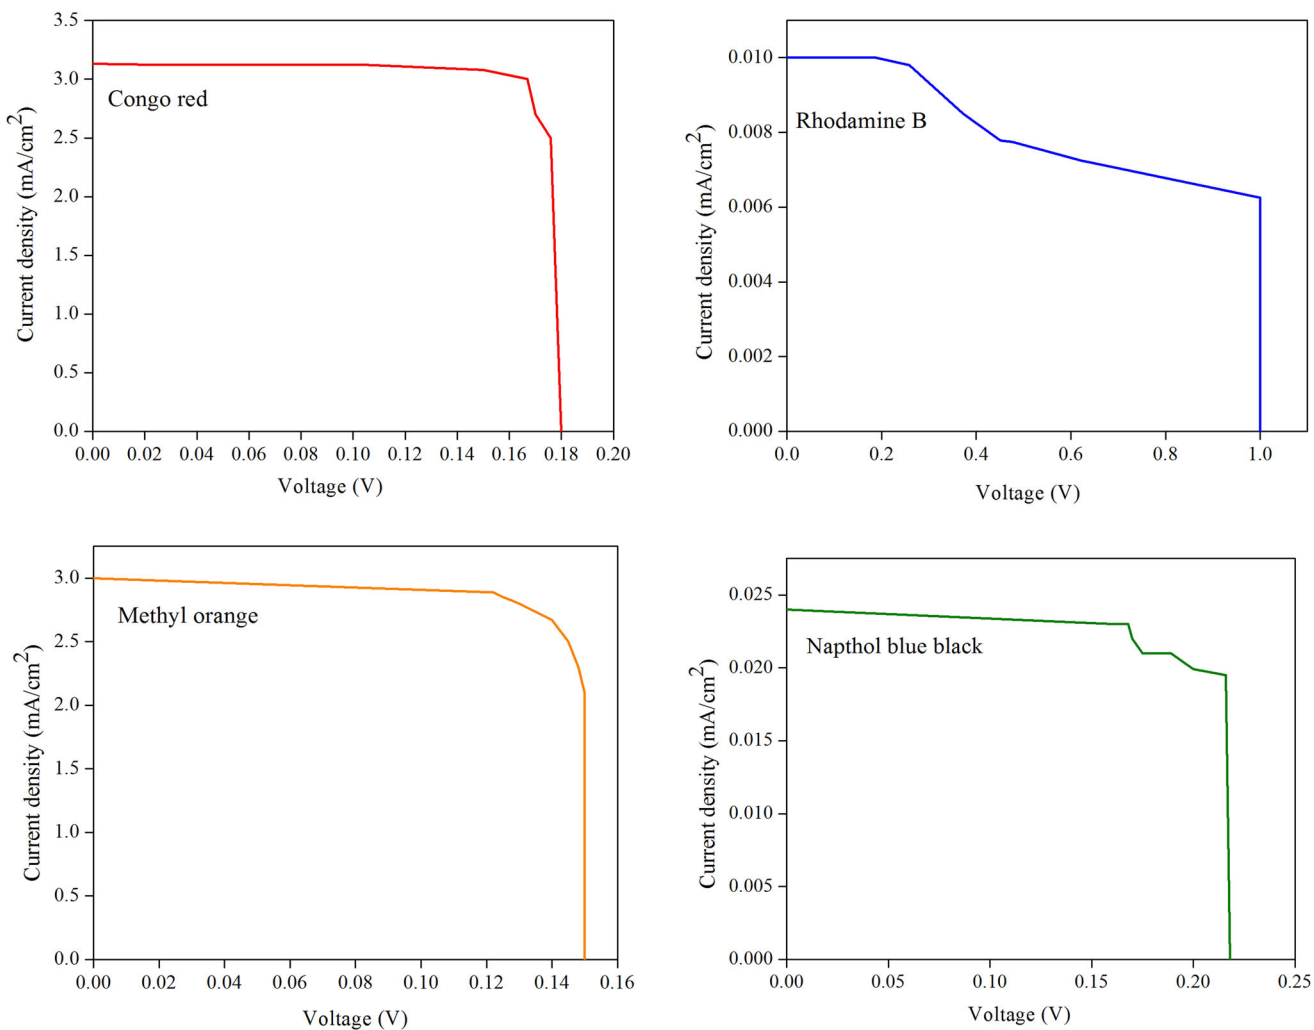 3.5
3.0
2.5
2.0
1.5
1.0
0.5
0.0
Current density (mA/cm2)
Congo red
0.00 0.02 0.04 0.06 0.08 0.10 0.12 0.14 0.16 0.18 0.20
Voltage (V)
0.010
0.008
0.006
0.004
0.002
0.000
Current density (mA/cm2)
Rhodamine B
0.0 0.2 0.4 0.6 0.8 1.0
Voltage (V)
3.0
2.5
2.0
1.5
1.0
0.5
0.0
Current density (mA/cm2)
Methyl orange
0.00 0.02 0.04 0.06 0.08 0.10 0.12 0.14 0.16
Voltage (V)
0.025
0.020
0.015
0.010
0.005
0.000
Current density (mA/cm2)
Napthol blue black
0.00 0.10 0.15 0.20 0.25
Voltage (V)